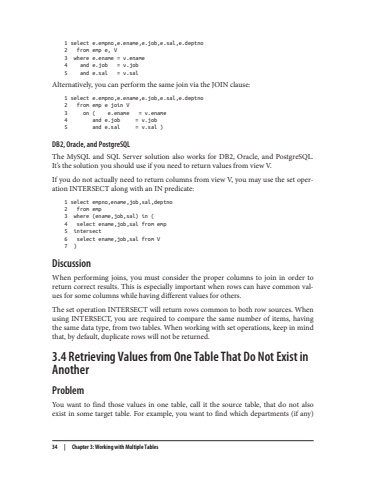 1 select e.empno,e.ename,e.job,e.sal,e.deptno
2 from emp e, V
3 where e.ename = v.ename
4 and e.job = v.job
5 and e.sal = v.sal
Alternatively, you can perform the same join via the JOIN clause:
1 select e.empno,e.ename,e.job,e.sal,e.deptno
2 from emp e join V
3 on ( e.ename = v.ename
4 and e.job = v.job
5 and e.sal = v.sal )
DB2, Oracle, and PostgreSQL
The MySQL and SQL Server solution also works for DB2, Oracle, and PostgreSQL.
It's the solution you should use if you need to return values from view V.
If you do not actually need to return columns from view V, you may use the set oper-
ation INTERSECT along with an IN predicate:
1 select empno,ename,job,sal,deptno
2 from emp
3 where (ename,job,sal) in (
4 select ename,job,sal from emp
5 intersect
6 select ename,job,sal from V
7 )
Discussion
When performing joins, you must consider the proper columns to join in order to
return correct results. This is especially important when rows can have common val-
ues for some columns while having different values for others.
The set operation INTERSECT will return rows common to both row sources. When
using INTERSECT, you are required to compare the same number of items, having
the same data type, from two tables. When working with set operations, keep in mind
that, by default, duplicate rows will not be returned.
3.4 Retrieving Values from One Table That Do Not Exist in
Another
Problem
You want to find those values in one table, call it the source table, that do not also
exist in some target table. For example, you want to find which departments (if any)
34 | Chapter 3: Working with Multiple Tables